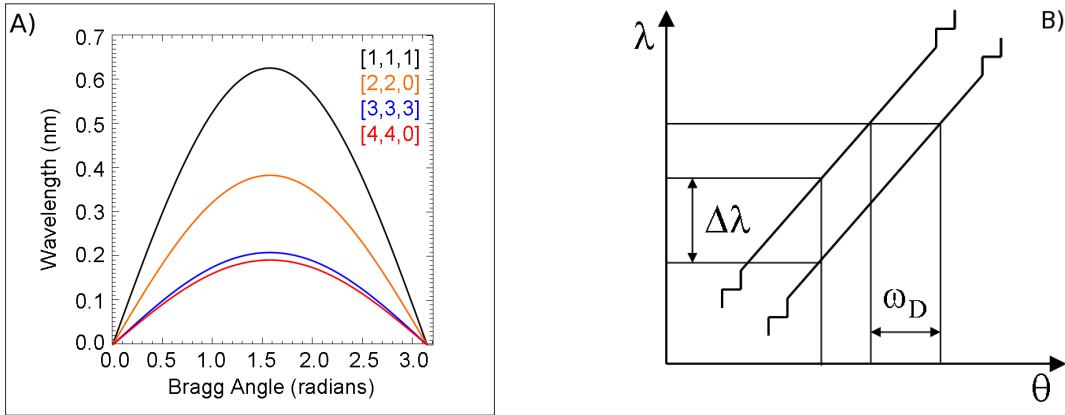 A)
0.7
0.6
0.5
0.4
0.3
0.2
0.1
0.0
Wavelength (nm)
[1,1,1]
[2,2,0]
[3,3,3]
[4,4,0]
0.0 0.5 1.0 1.5 2.0 2.5 3.0
Bragg Angle (radians)
B)
λ
Δλ
ω_D
θ